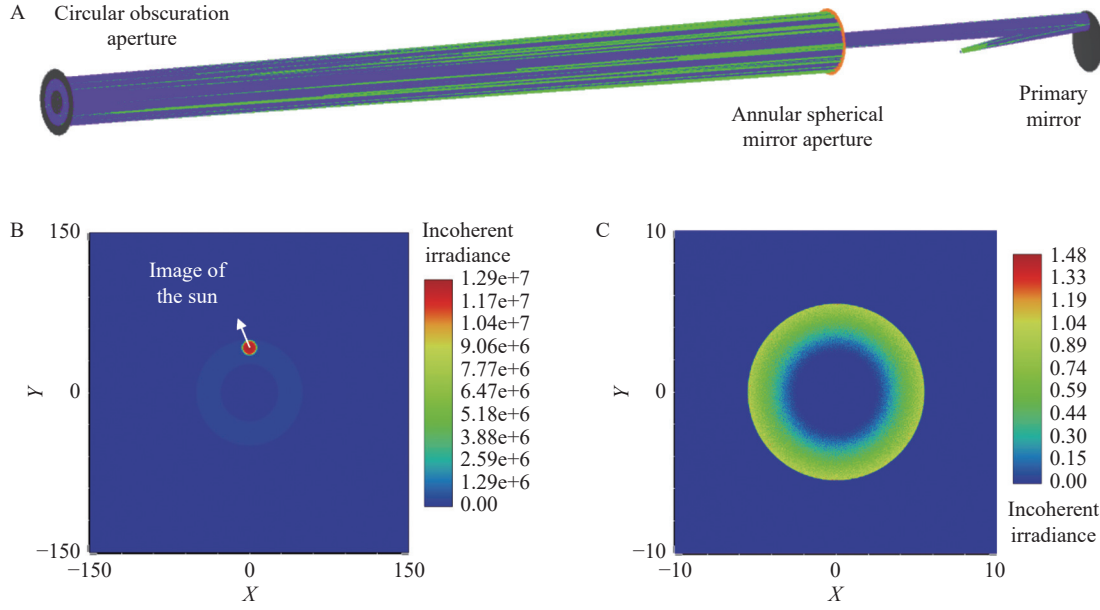 A
Circular obscuration
aperture
Annular spherical
mirror aperture
Primary
mirror
B
150
Y
0
−150
−150
0
150
X
Image of
the sun
Incoherent
irradiance
1.29e+7
1.17e+7
1.04e+7
9.06e+6
7.77e+6
6.47e+6
5.18e+6
3.88e+6
2.59e+6
1.29e+6
0.00
C
10
Y
0
−10
−10
0
10
X
1.48
1.33
1.19
1.04
0.89
0.74
0.59
0.44
0.30
0.15
0.00
Incoherent
irradiance